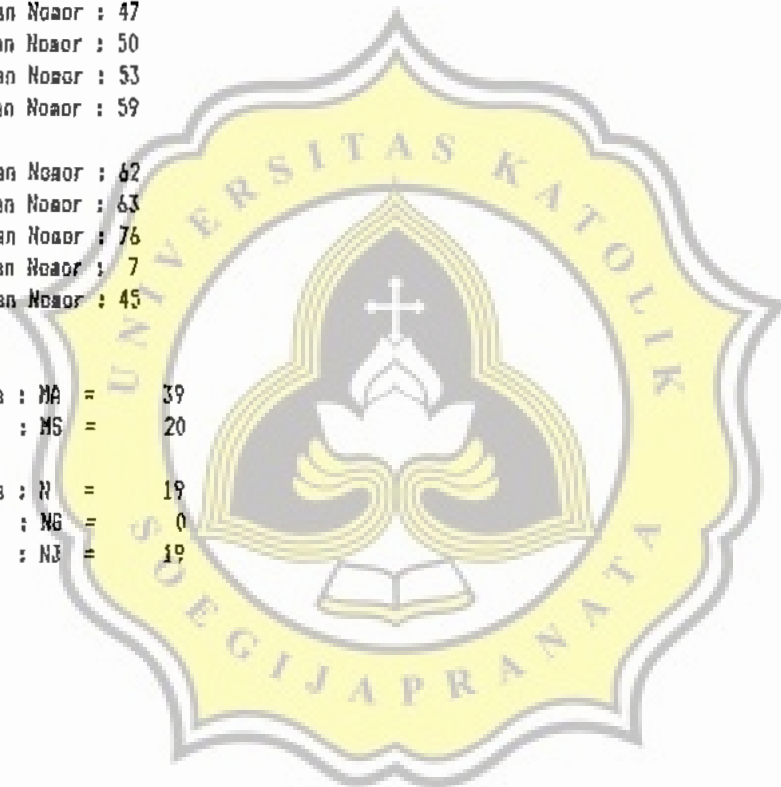 an Nomor : 47
an Nomor : 50
an Nomor : 53
an Nomor : 59
an Nomor : 62
an Nomor : 63
an Nomor : 76
an Nomor : 7
an Nomor : 45
s : MA = 39
: MS = 20
s : N = 19
: NG = 0
: NJ = 19
UNIVERSITAS KATOLIK
SOEGIJAPRANATA